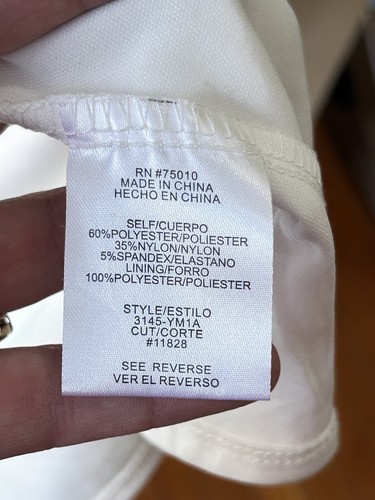 RN #75010
MADE IN CHINA
HECHO EN CHINA
SELF/CUERPO
60%POLYESTER/POLIESTER
35%NYLON/NYLON
5%SPANDEX/ELASTANO
LINING/FORRO
100%POLYESTER/POLIESTER
STYLE/ESTILO
3145-YM1A
CUT/CORTE
#11828
SEE REVERSE
VER EL REVERSO